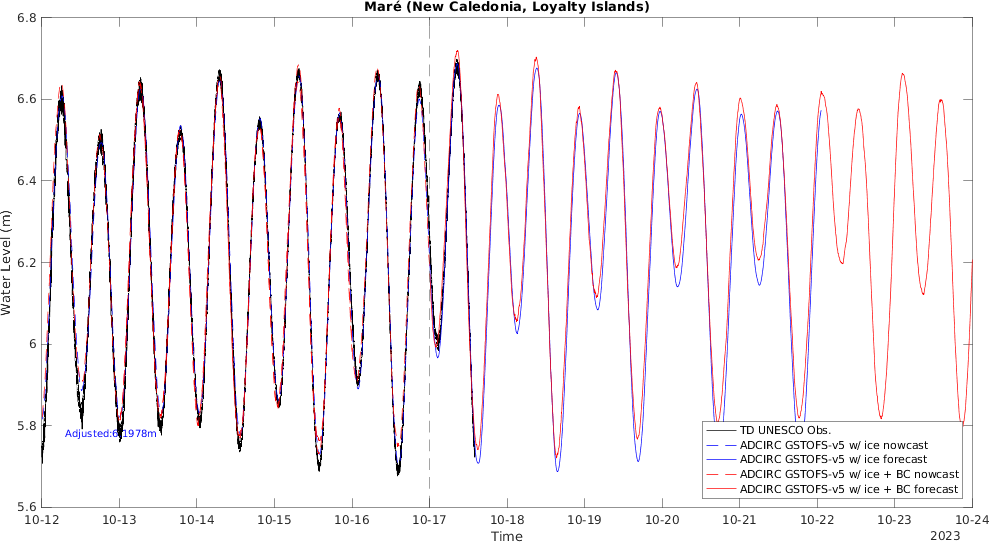 Maré (New Caledonia, Loyalty Islands)
6.8
6.6
6.4
6.2
6
5.8
5.6
Water Level (m)
Adjusted:6.1978m
TD UNESCO Obs.
ADCIRC GSTOFS-v5 w/ ice nowcast
ADCIRC GSTOFS-v5 w/ ice forecast
ADCIRC GSTOFS-v5 w/ ice + BC nowcast
ADCIRC GSTOFS-v5 w/ ice + BC forecast
10-12 10-13 10-14 10-15 10-16 10-17 10-18 10-19 10-20 10-21 10-22 10-23 10-24
Time
2023